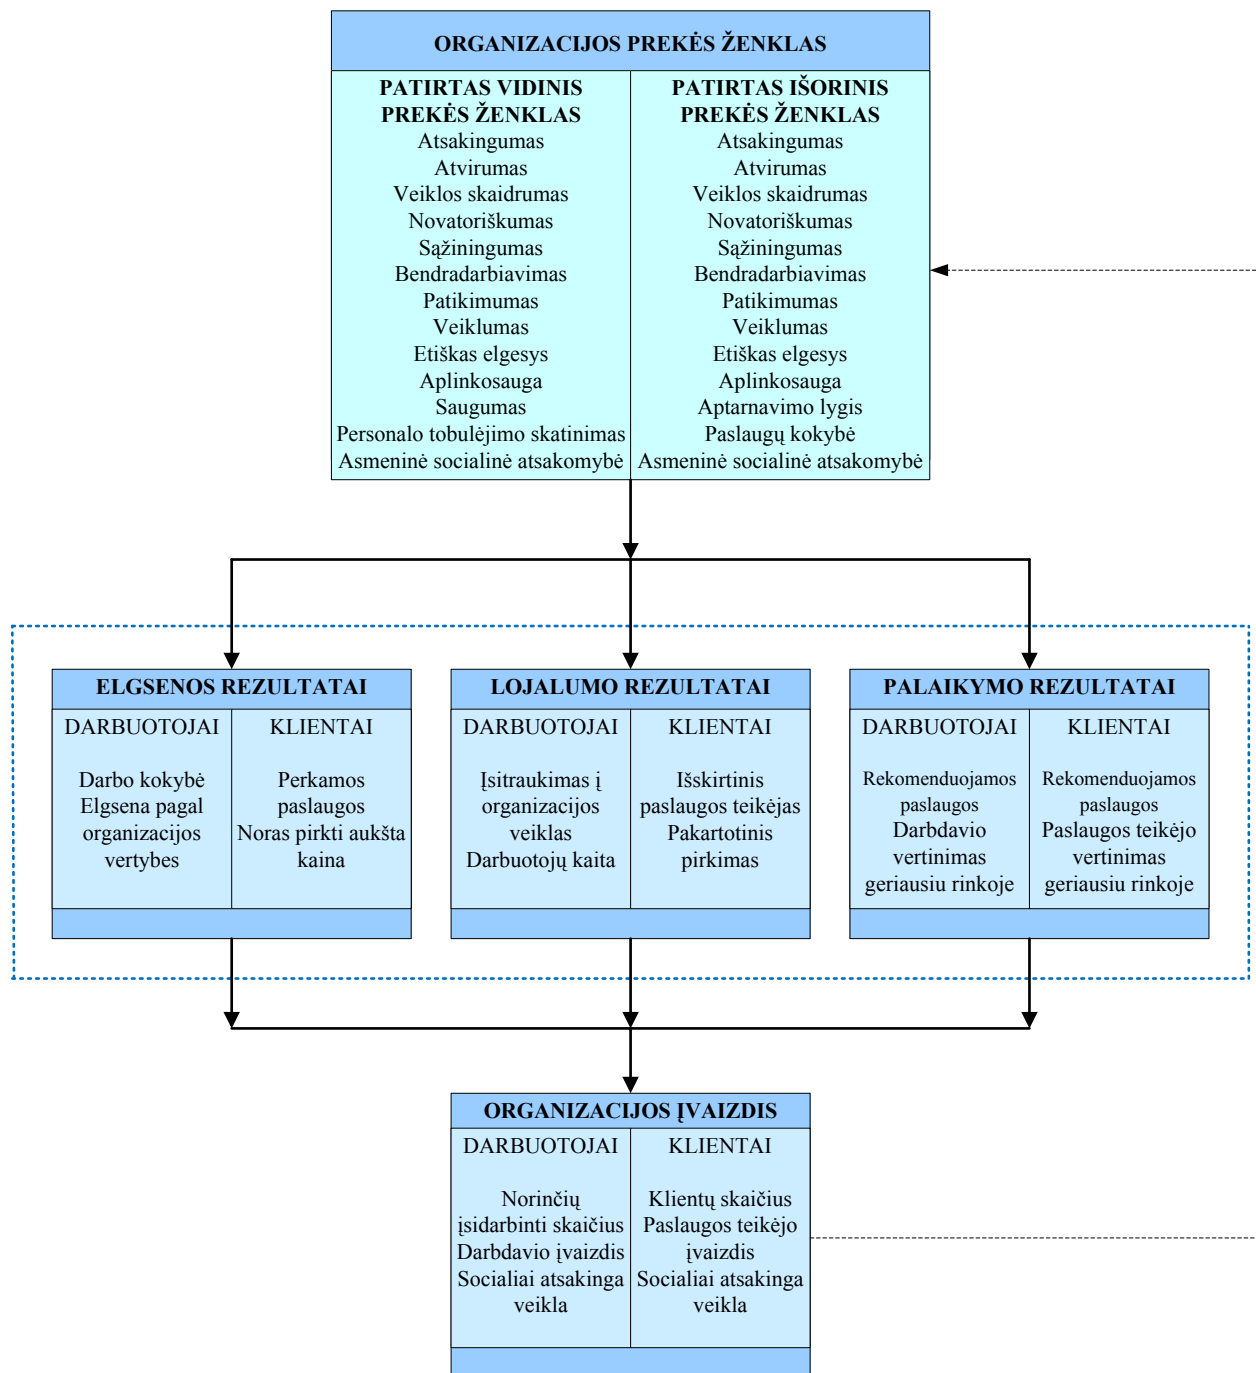 ORGANIZACIJOS PREKĖS ŽENKLAS
PATIRTAS VIDINIS
PREKĖS ŽENKLAS
Atsakingumas
Atvirumas
Veiklos skaidrumas
Novatoriškumas
Sąžiningumas
Bendradarbiavimas
Patikimumas
Veiklumas
Etiškas elgesys
Aplinkosauga
Saugumas
Personalo tobulėjimo skatinimas
Asmeninė socialinė atsakomybė
PATIRTAS IŠORINIS
PREKĖS ŽENKLAS
Atsakingumas
Atvirumas
Veiklos skaidrumas
Novatoriškumas
Sąžiningumas
Bendradarbiavimas
Patikimumas
Veiklumas
Etiškas elgesys
Aplinkosauga
Aptarnavimo lygis
Paslaugų kokybė
Asmeninė socialinė atsakomybė
ELGSENOS REZULTATAI
DARBUOTOJAI
Darbo kokybė
Elgsena pagal
organizacijos
vertybes
KLIENTAI
Perkamos
paslaugos
Noras pirkti aukšta
kaina
LOJALUMO REZULTATAI
DARBUOTOJAI
Įsitraukimas į
organizacijos
veiklas
Darbuotojų kaita
KLIENTAI
Išskirtinis
paslaugos teikėjas
Pakartotinis
pirkimas
PALAIKYMO REZULTATAI
DARBUOTOJAI
Rekomenduojamos
paslaugos
Darbdavio
vertinimas
geriausiu rinkoje
KLIENTAI
Rekomenduojamos
paslaugos
Paslaugos teikėjo
vertinimas
geriausiu rinkoje
ORGANIZACIJOS ĮVAIZDIS
DARBUOTOJAI
Norinčių
įsidarbinti skaičius
Darbdavio įvaizdis
Socialiai atsakinga
veikla
KLIENTAI
Klientų skaičius
Paslaugos teikėjo
įvaizdis
Socialiai atsakinga
veikla